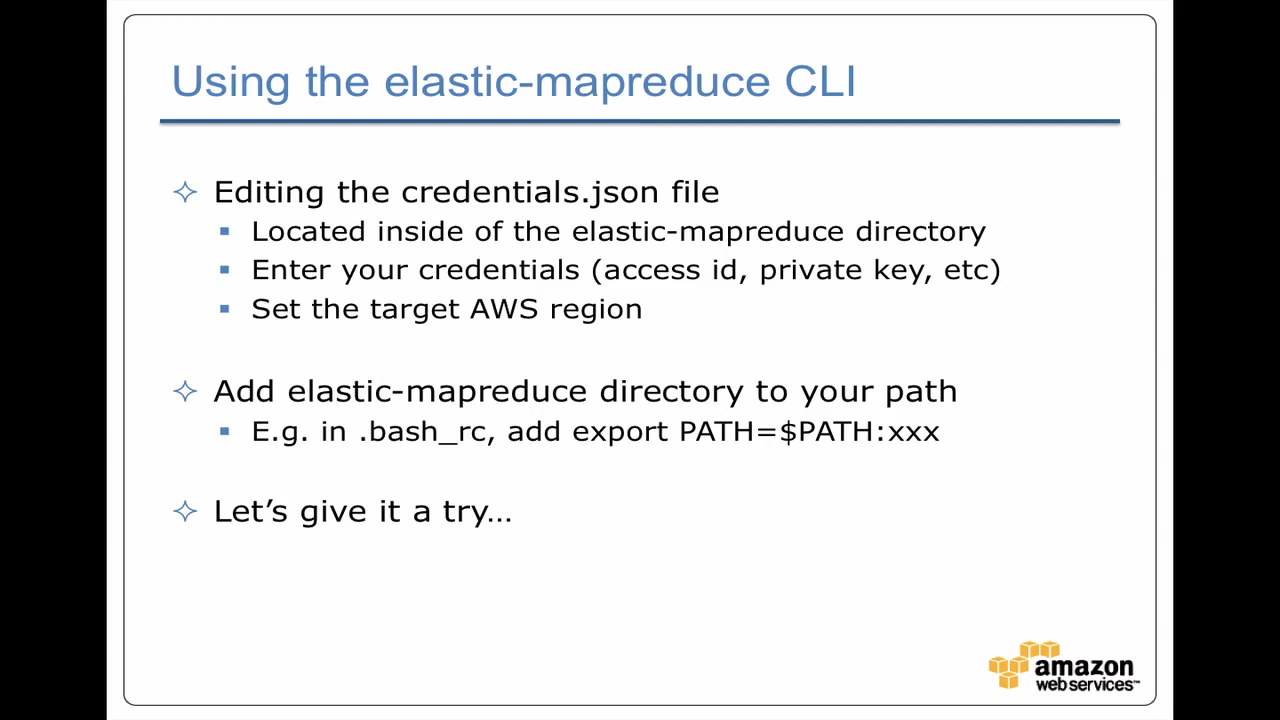 Using the elastic-mapreduce CLI
Editing the credentials.json file
Located inside of the elastic-mapreduce directory
Enter your credentials (access id, private key, etc)
Set the target AWS region
Add elastic-mapreduce directory to your path
E.g. in .bash_rc, add export PATH=$PATH:xxx
Let’s give it a try…
amazon
webservices™